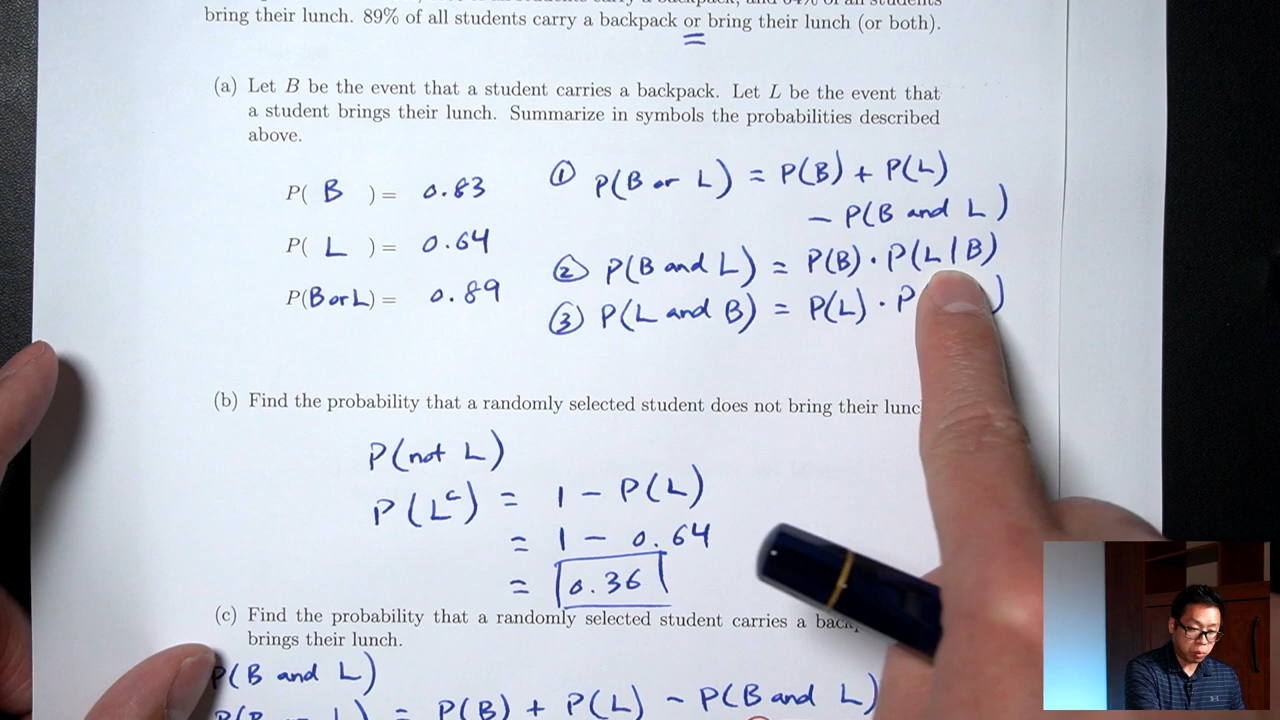 bring their lunch. 89% of all students carry a backpack or bring their lunch (or both).
(a) Let B be the event that a student carries a backpack. Let L be the event that
a student brings their lunch. Summarize in symbols the probabilities described
above.
P( B ) = 0.83
P( L ) = 0.64
P(B or L) = 0.89
① P(B or L) = P(B) + P(L)
- P(B and L)
② P(B and L) = P(B) · P(L|B)
③ P(L and B) = P(L) · P )
(b) Find the probability that a randomly selected student does not bring their
P(not L)
P(Lᶜ) = 1 - P(L)
= 1 - 0.64
= 0.36
(c) Find the probability that a randomly selected student carries a
brings their lunch.
P(B and L)
= P(B) + P(L) - P(B and L)